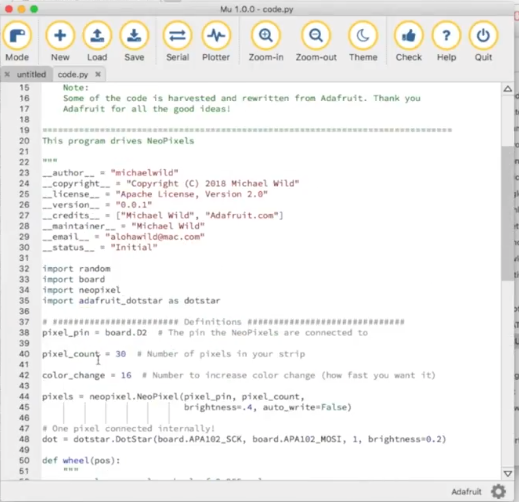 Mu 1.0.0 - code.py
Mode New Load Save Serial Plotter Zoom-in Zoom-out Theme Check Help Quit
untitled code.py
15 Note:
16 Some of the code is harvested and rewritten from Adafruit. Thank you
17 Adafruit for all the good ideas!
18
19 ==============================================================================
20 This program drives NeoPixels
21
22 """
23 __author__ = "michaelwild"
24 __copyright__ = "Copyright (C) 2018 Michael Wild"
25 __license__ = "Apache License, Version 2.0"
26 __version__ = "0.0.1"
27 __credits__ = ["Michael Wild", "Adafruit.com"]
28 __maintainer__ = "Michael Wild"
29 __email__ = "alohawild@mac.com"
30 __status__ = "Initial"
31
32 import random
33 import board
34 import neopixel
35 import adafruit_dotstar as dotstar
36
37 # ######################## Definitions ##############################
38 pixel_pin = board.D2 # The pin the NeoPixels are connected to
39
40 pixel_count = 30 # Number of pixels in your strip
41
42 color_change = 16 # Number to increase color change (how fast you want it)
43
44 pixels = neopixel.NeoPixel(pixel_pin, pixel_count,
45 brightness=.4, auto_write=False)
46
47 # One pixel connected internally!
48 dot = dotstar.DotStar(board.APA102_SCK, board.APA102_MOSI, 1, brightness=0.2)
49
50 def wheel(pos):
51 """
Adafruit